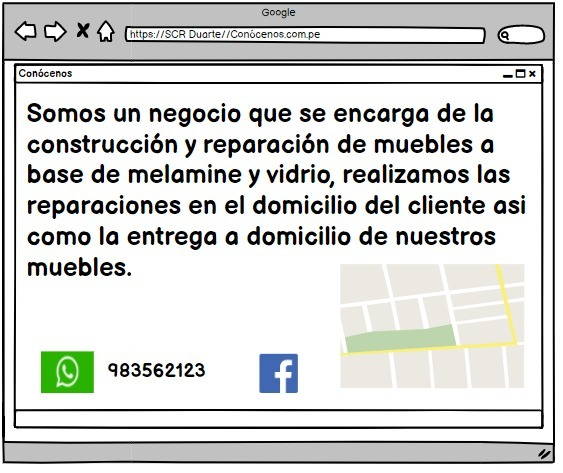 Google
https://SCR Duarte//Conócenos.com.pe
Conócenos
Somos un negocio que se encarga de la
construcción y reparación de muebles a
base de melamine y vidrio, realizamos las
reparaciones en el domicilio del cliente asi
como la entrega a domicilio de nuestros
muebles.
983562123